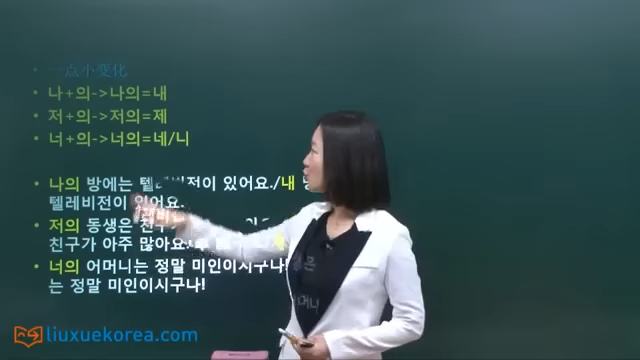 一点小变化
나+의->나의=내
저+의->저의=제
너+의->너의=네/니
나의 방에는 텔레비전이 있어요./내
텔레비전이 있어요.
저의 동생은
친구가 아주 많아요
너의 어머니는 정말 미인이시구나!
는 정말 미인이시구나!
liuxuekorea.com